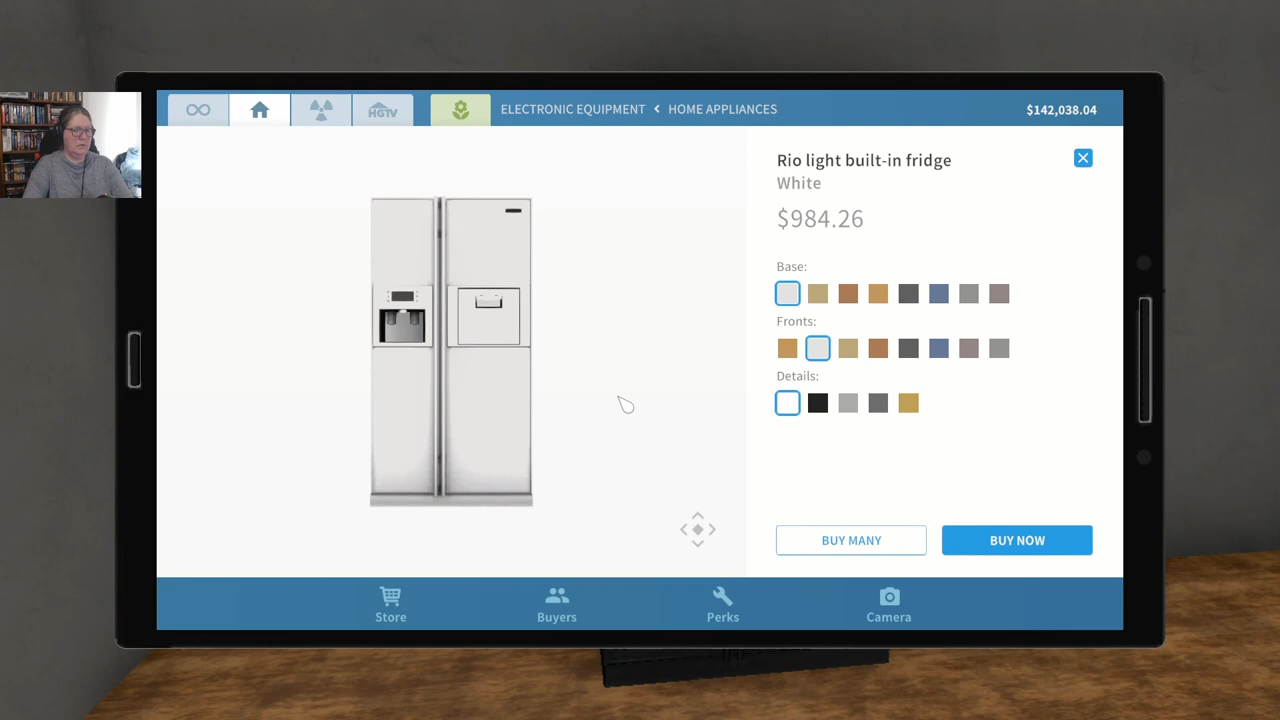 HGTV
ELECTRONIC EQUIPMENT < HOME APPLIANCES
$142,038.04
Rio light built-in fridge
White
$984.26
Base:
Fronts:
Details:
BUY MANY
BUY NOW
Store
Buyers
Perks
Camera